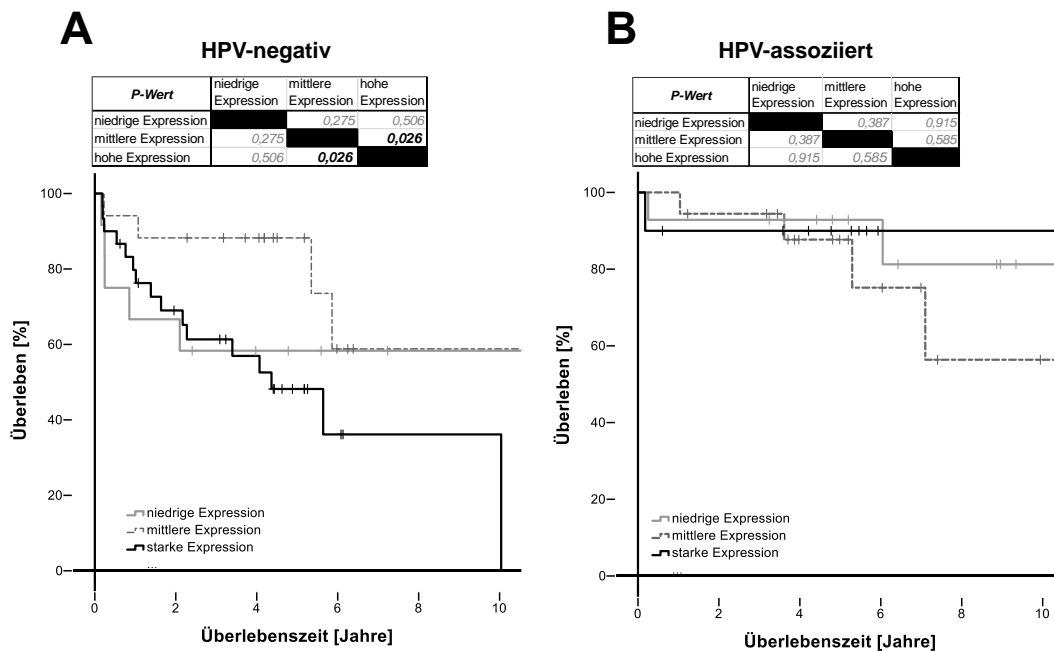 A
HPV-negativ
P-Wert niedrige Expression mittlere Expression hohe Expression
niedrige Expression 0,275 0,506
mittlere Expression 0,275 0,026
hohe Expression 0,506 0,026
100
80
60
40
20
0
Überleben [%]
niedrige Expression
mittlere Expression
starke Expression
0 2 4 6 8 10
Überlebenszeit [Jahre]
B
HPV-assoziiert
P-Wert niedrige Expression mittlere Expression hohe Expression
niedrige Expression 0,387 0,915
mittlere Expression 0,387 0,585
hohe Expression 0,915 0,585
100
80
60
40
20
0
Überleben [%]
niedrige Expression
mittlere Expression
starke Expression
0 2 4 6 8 10
Überlebenszeit [Jahre]